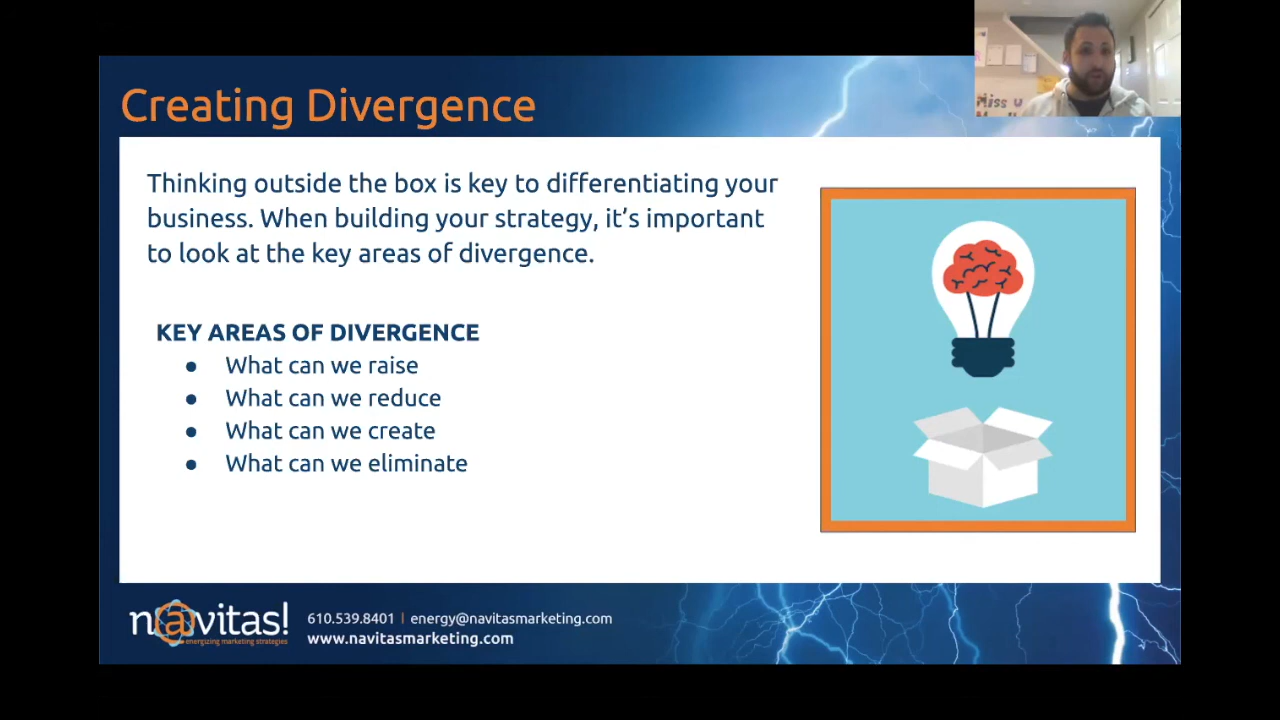 Creating Divergence
Miss u
Thinking outside the box is key to differentiating your
business. When building your strategy, it’s important
to look at the key areas of divergence.
KEY AREAS OF DIVERGENCE
● What can we raise
● What can we reduce
● What can we create
● What can we eliminate
navitas!
energizing marketing strategies
610.539.8401 | energy@navitasmarketing.com
www.navitasmarketing.com